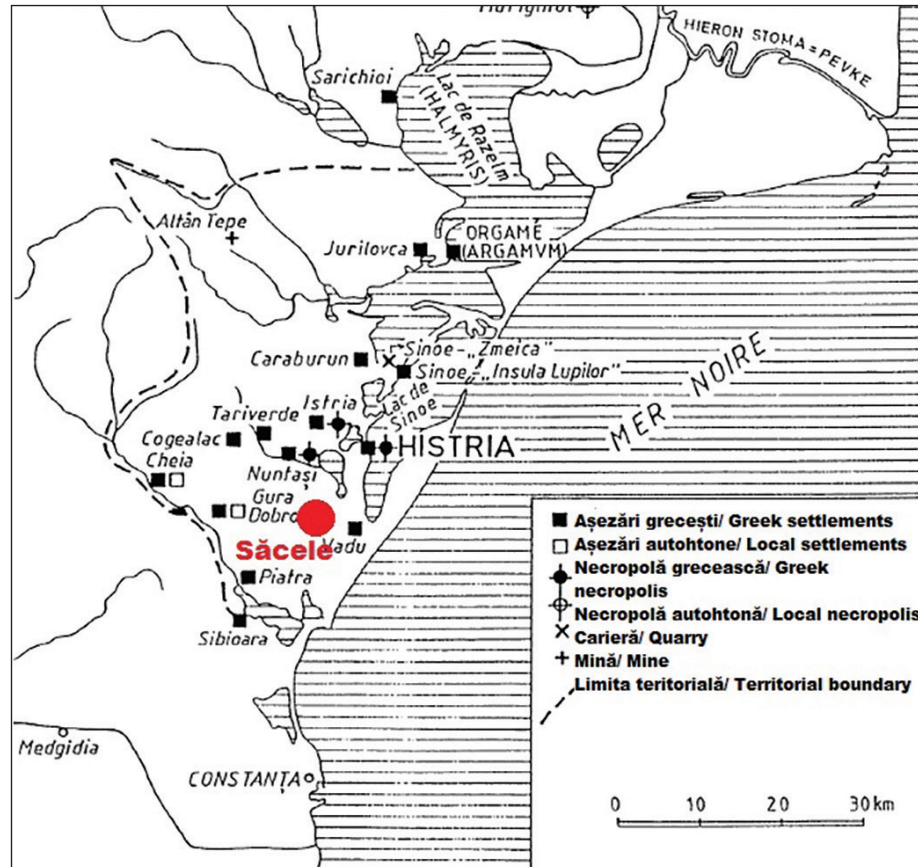 HIERON STOMA = PEVKE
Sarichioi
Lac de Razelm
(HALMYRIS)
Altân Tepe
Jurilovca
ORGAMÉ
(ARGAMVM)
Caraburun
Sinoe-„Zmeica"
Sinoe-„Insula Lupilor"
Lac de
Sinoe
Istria
Tariverde
Cogealac
Cheia
HISTRIA
Nuntași
Gura
Dobro
Săcele
Vadu
Piatra
Sibioara
Medgidia
CONSTANȚA
MER NOIRE
Așezări grecești/ Greek settlements
Așezări autohtone/ Local settlements
Necropolă grecească/ Greek
necropolis
Necropolă autohtonă/ Local necropolis
Carieră/ Quarry
Mină/ Mine
Limita teritorială/ Territorial boundary
0 10 20 30 km